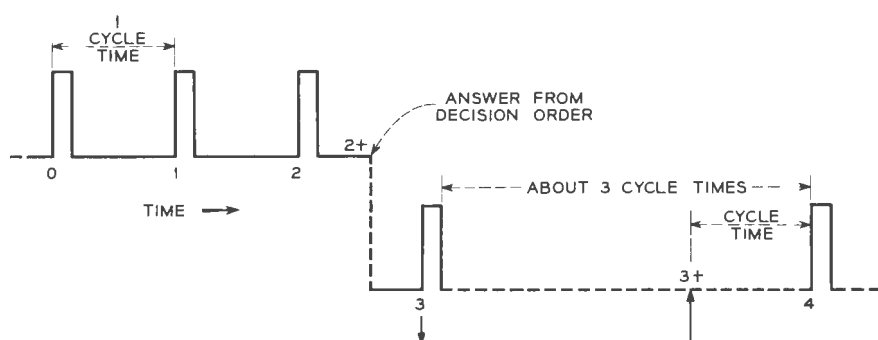 1
CYCLE
TIME
2+
ANSWER FROM
DECISION ORDER
0
1
2
TIME
ABOUT 3 CYCLE TIMES
CYCLE
TIME
3+
3
4